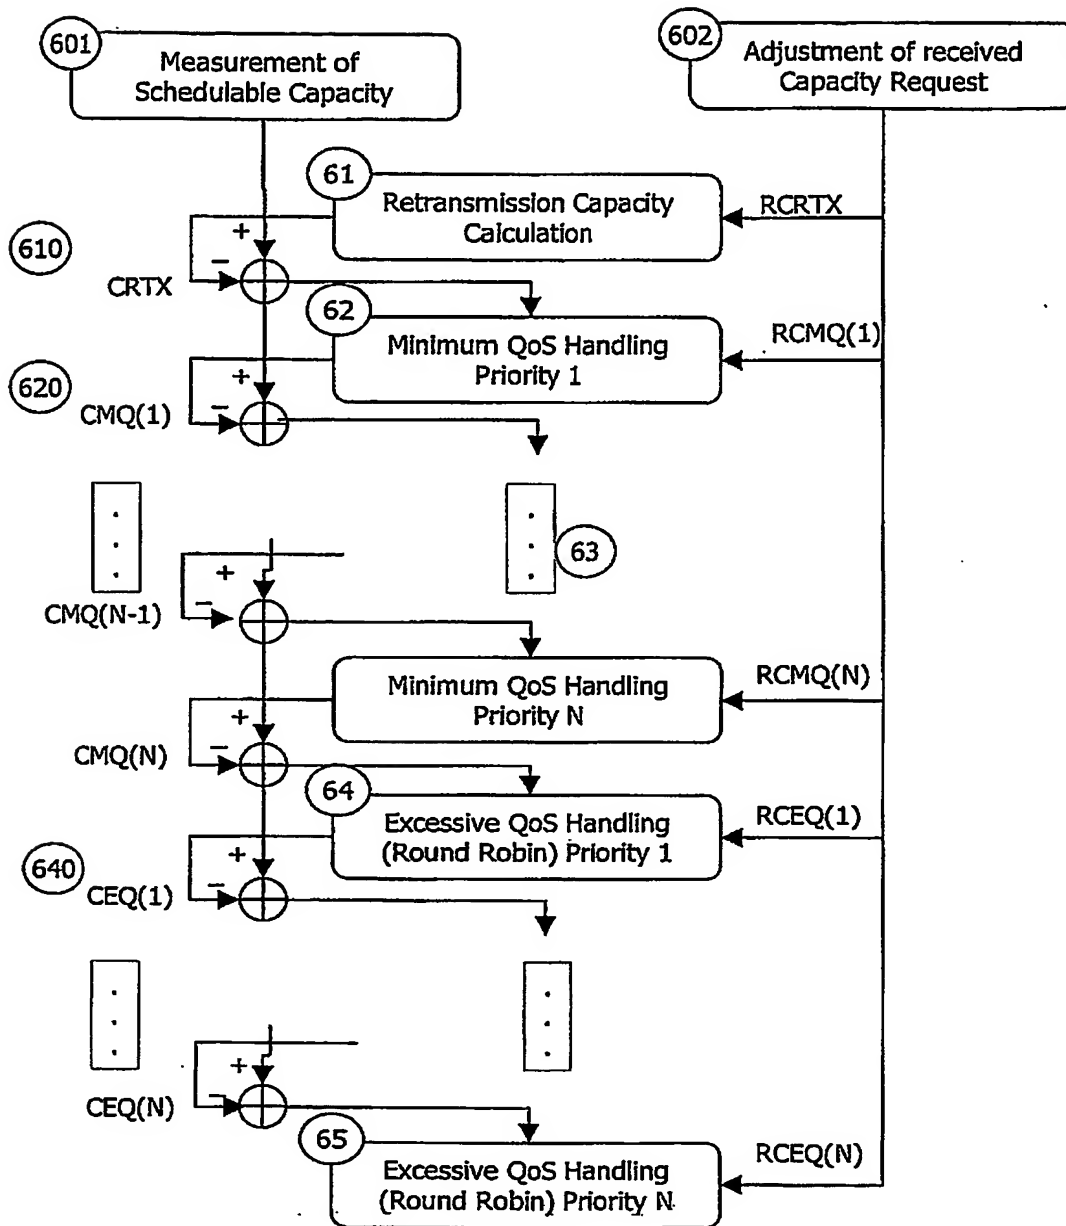 601
Measurement of
Schedulable Capacity
602
Adjustment of received
Capacity Request
61
Retransmission Capacity
Calculation
RCRTX
610
+
−
CRTX
62
Minimum QoS Handling
Priority 1
RCMQ(1)
620
+
−
CMQ(1)
63
+
−
CMQ(N-1)
Minimum QoS Handling
Priority N
RCMQ(N)
+
−
CMQ(N)
64
Excessive QoS Handling
(Round Robin) Priority 1
RCEQ(1)
640
+
−
CEQ(1)
+
−
CEQ(N)
65
Excessive QoS Handling
(Round Robin) Priority N
RCEQ(N)